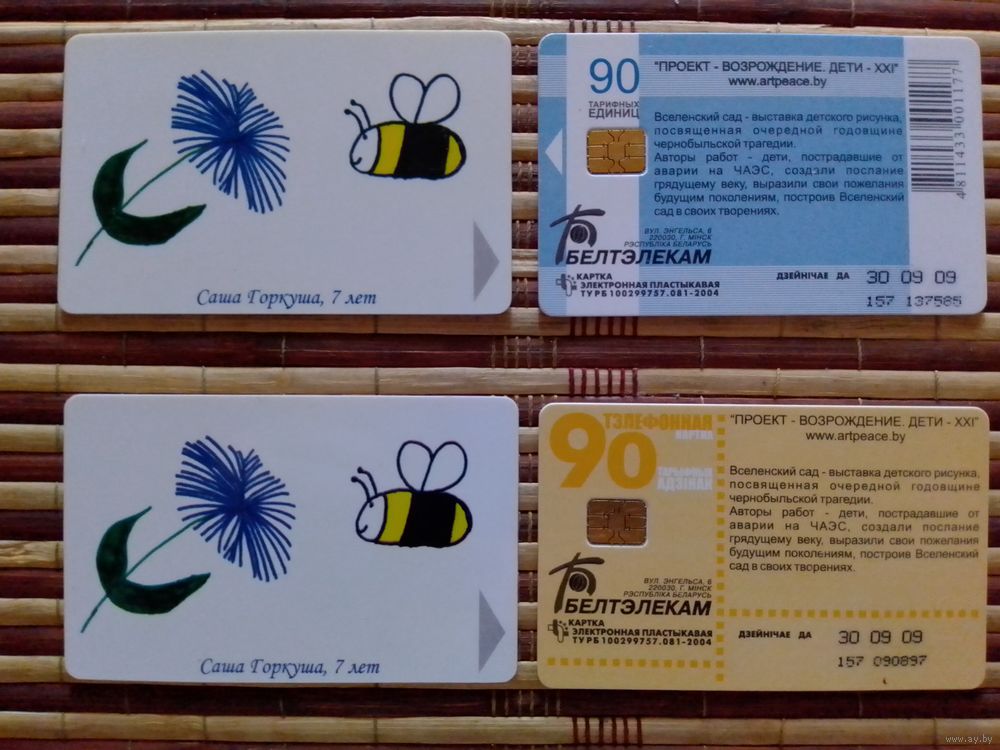 Саша Горкуша, 7 лет
90
ТАРИФНЫХ
ЕДИНИЦ
"ПРОЕКТ - ВОЗРОЖДЕНИЕ. ДЕТИ - XXI"
www.artpeace.by
Вселенский сад - выставка детского рисунка,
посвященная очередной годовщине
чернобыльской трагедии.
Авторы работ - дети, пострадавшие от
аварии на ЧАЭС, создали послание
грядущему веку, выразили свои пожелания
будущим поколениям, построив Вселенский
сад в своих творениях.
4811433001177
ВУЛ. ЭНГЕЛЬСА, 6
220030, Г. МІНСК
РЭСПУБЛІКА БЕЛАРУСЬ
БЕЛТЭЛЕКАМ
КАРТКА
ЭЛЕКТРОННАЯ ПЛАСТЫКАВАЯ
ТУ РБ 100299757.081-2004
ДЗЕЙНІЧАЕ ДА 30 09 09
157 137585
Саша Горкуша, 7 лет
90
ТЭЛЕФОННАЯ
КАРТКА
ТАРЫФНЫХ
АДЗІНАК
"ПРОЕКТ - ВОЗРОЖДЕНИЕ. ДЕТИ - XXI"
www.artpeace.by
Вселенский сад - выставка детского рисунка,
посвященная очередной годовщине
чернобыльской трагедии.
Авторы работ - дети, пострадавшие от
аварии на ЧАЭС, создали послание
грядущему веку, выразили свои пожелания
будущим поколениям, построив Вселенский
сад в своих творениях.
ВУЛ. ЭНГЕЛЬСА, 6
220030, Г. МІНСК
РЭСПУБЛІКА БЕЛАРУСЬ
БЕЛТЭЛЕКАМ
КАРТКА
ЭЛЕКТРОННАЯ ПЛАСТЫКАВАЯ
ТУ РБ 100299757.081-2004
ДЗЕЙНІЧАЕ ДА 30 09 09
157 090897
www.ay.by